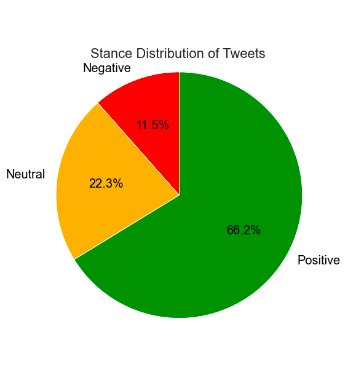 Stance Distribution of Tweets
Negative
11.5%
Neutral
22.3%
66.2%
Positive